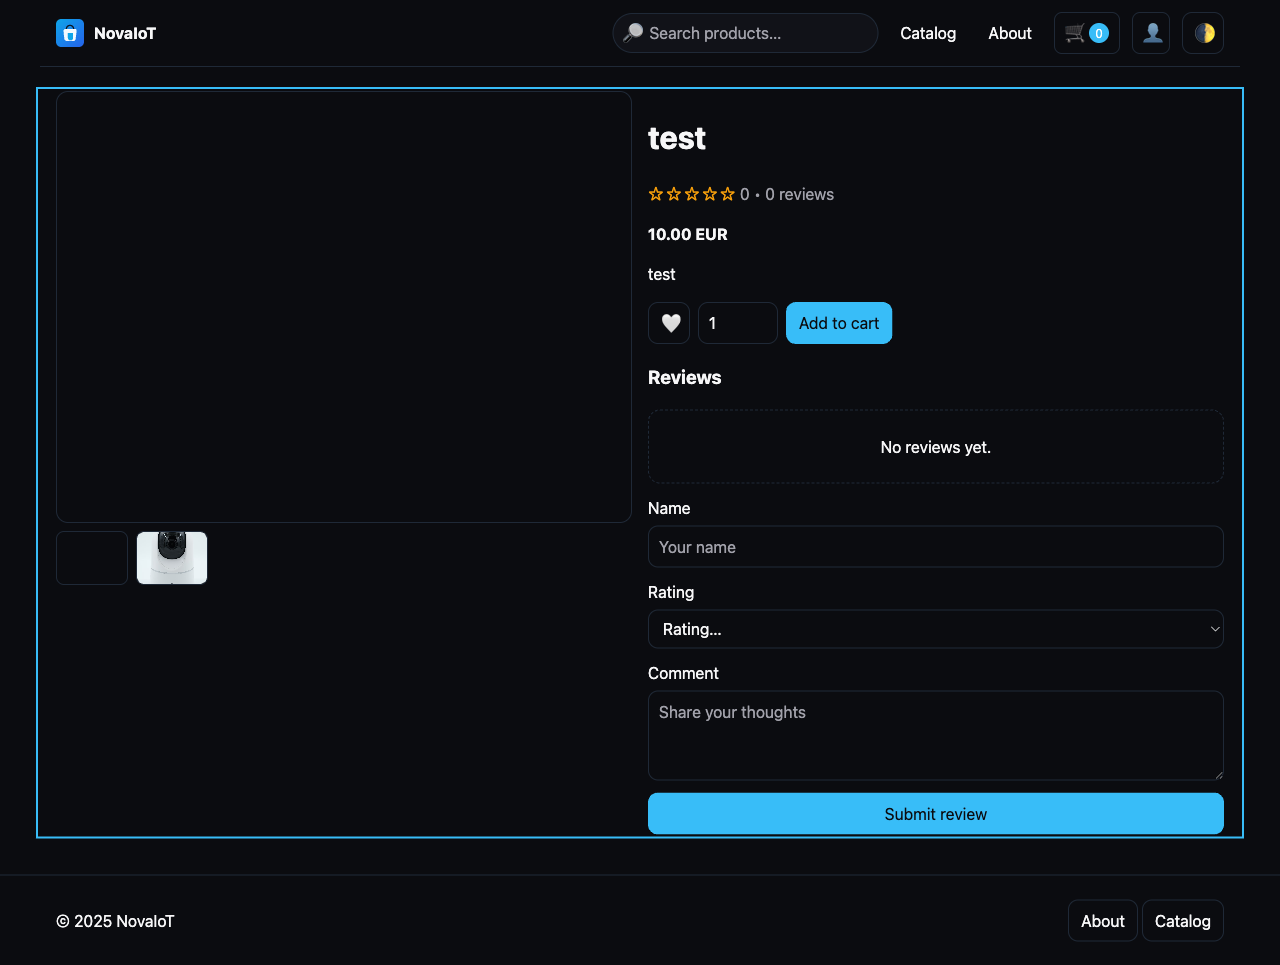 NovaIoT
Search products...
Catalog
About
0
test
0 • 0 reviews
10.00 EUR
test
1
Add to cart
Reviews
No reviews yet.
Name
Your name
Rating
Rating...
Comment
Share your thoughts
Submit review
© 2025 NovaIoT
About
Catalog